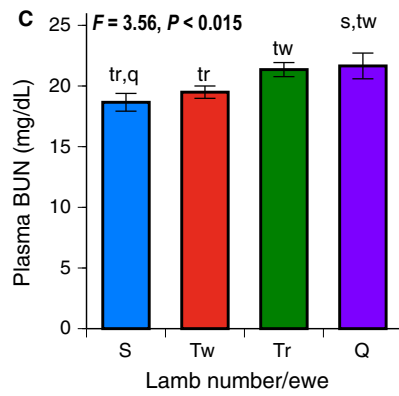 C
F = 3.56, P < 0.015
s,tw
tw
tr,q
tr
25
20
15
10
5
0
Plasma BUN (mg/dL)
S Tw Tr Q
Lamb number/ewe